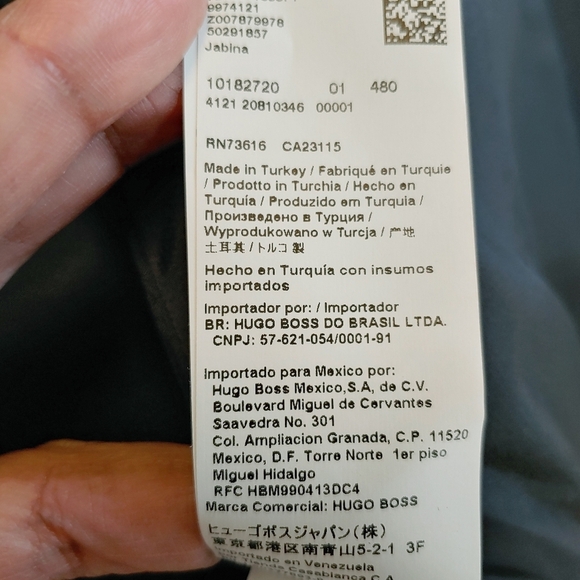 9974121
Z007879978
50291857
Jabina
10182720 01 480
4121 20810346 00001
RN73616 CA23115
Made in Turkey / Fabriqué en Turquie
/ Prodotto in Turchia / Hecho en
Turquía / Produzido em Turquia /
Произведено в Турция /
Wyprodukowano w Turcja / 产地
土耳其 / トルコ 製
Hecho en Turquía con insumos
importados
Importador por: / Importador
BR: HUGO BOSS DO BRASIL LTDA.
CNPJ: 57-621-054/0001-91
Importado para Mexico por:
Hugo Boss Mexico,S.A, de C.V.
Boulevard Miguel de Cervantes
Saavedra No. 301
Col. Ampliacion Granada, C.P. 11520
Mexico, D.F. Torre Norte 1er piso
Miguel Hidalgo
RFC HBM990413DC4
Marca Comercial: HUGO BOSS
ヒューゴボスジャパン(株)
東京都港区南青山5-2-1 3F
Importado en Venezuela
Casablanca C.A.